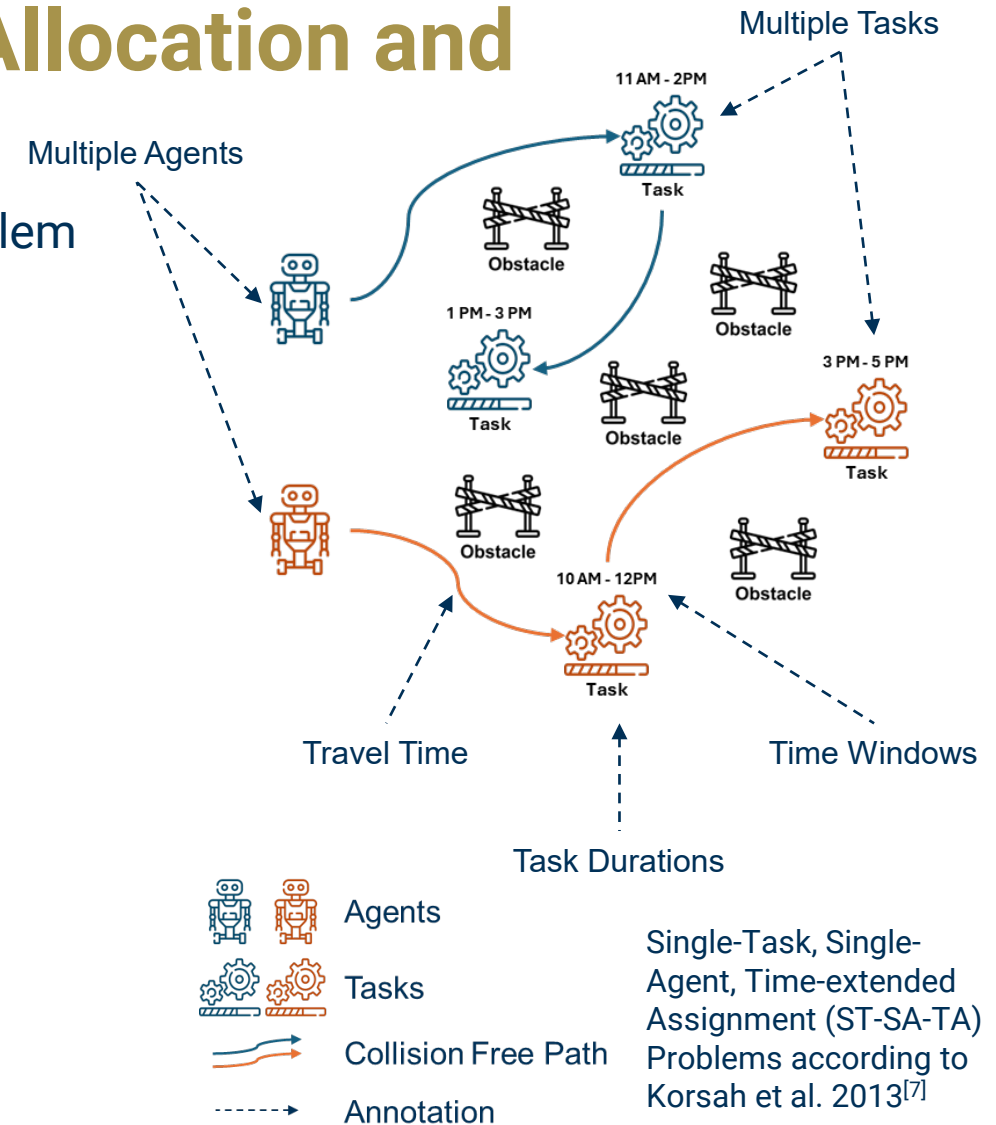 Allocation and
Multiple Tasks
11 AM - 2PM
Multiple Agents
Task
lem
Obstacle
Obstacle
1 PM - 3 PM
3 PM - 5 PM
Task
Obstacle
Task
Obstacle
10 AM - 12PM
Obstacle
Task
Travel Time
Time Windows
Task Durations
Agents
Tasks
Collision Free Path
Annotation
Single-Task, Single-
Agent, Time-extended
Assignment (ST-SA-TA)
Problems according to
Korsah et al. 2013[7]